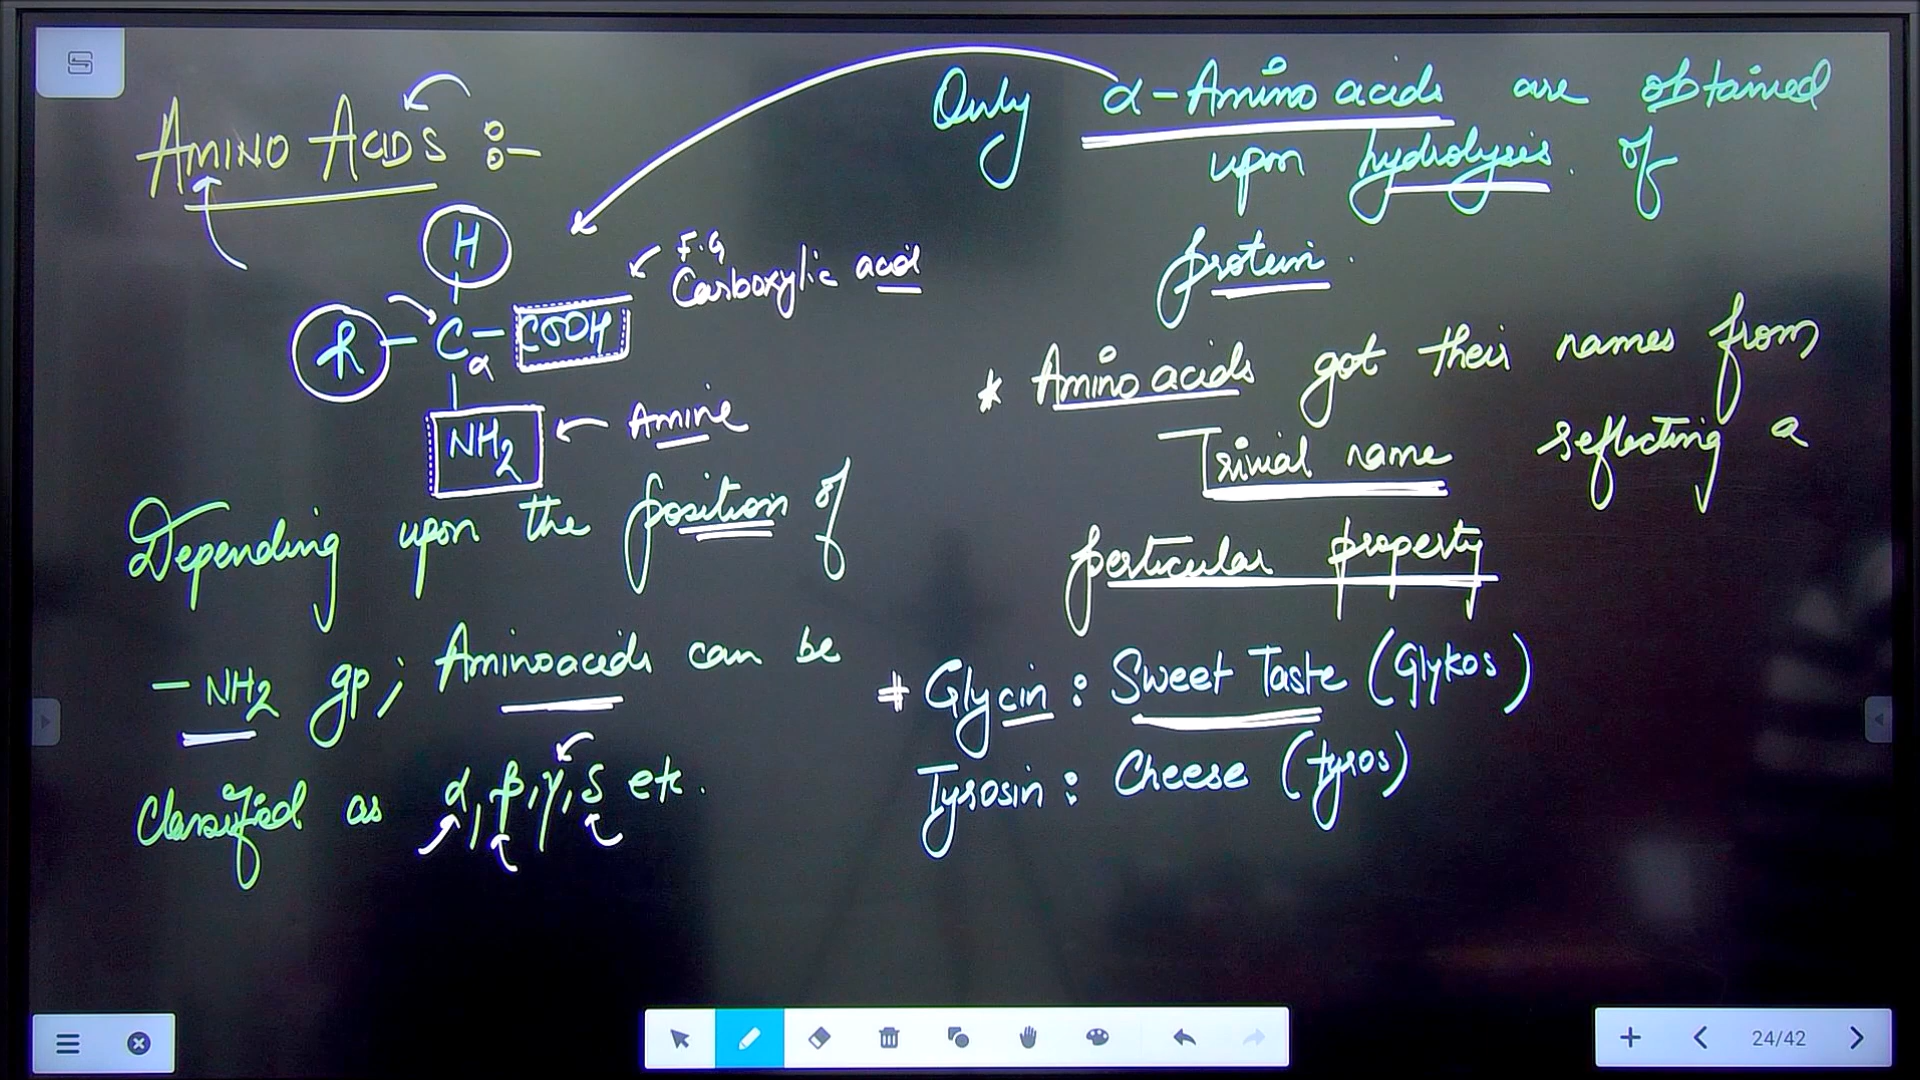 AMINO ACIDS :-
H
R - C - COOH
α
NH2
F.G
Carboxylic acid
Amine
Depending upon the position of
- NH2 gp; Aminoacids can be
classified as α, β, γ, δ etc.
Only α-Amino acids are obtained
upon hydrolysis of
protein.
* Amino acids got their names from
Trivial name reflecting a
perticular property
# Glycin : Sweet Taste (Glykos)
Tyrosin : Cheese (tyros)
24/42